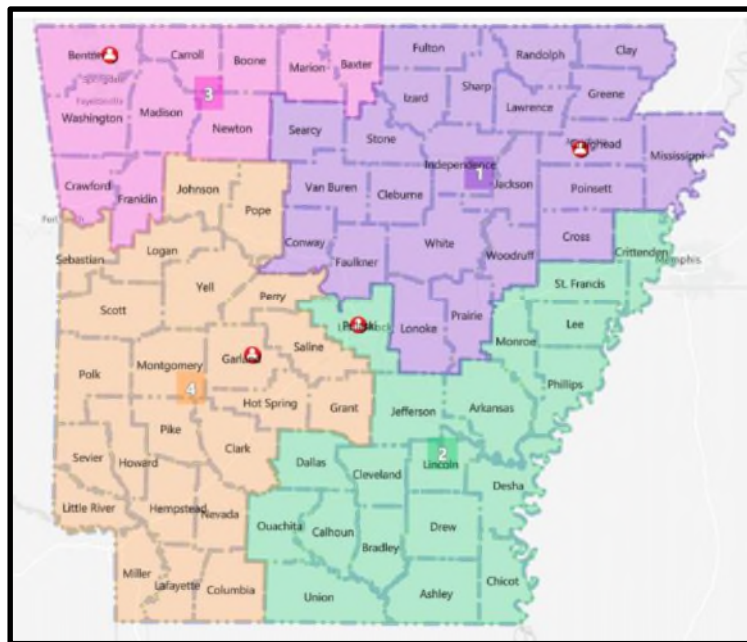 Fulton
Randolph
Clay
Benton
Carroll
Boone
Marion
Baxter
Springdale
Sharp
Greene
3
Izard
Lawrence
Fayetteville
Washington
Madison
Newton
Searcy
Stone
Craighead
Mississippi
Independence
1
Jackson
Crawford
Franklin
Johnson
Van Buren
Cleburne
Poinsett
Pope
Conway
White
Woodruff
Cross
Crittenden
Logan
Faulkner
Memphis
Sebastian
Yell
Perry
St. Francis
Scott
Pulaski
Lonoke
Prairie
Monroe
Lee
Saline
Garland
Polk
Montgomery
4
Phillips
Hot Spring
Grant
Jefferson
Arkansas
Pike
Clark
2
Sevier
Howard
Dallas
Cleveland
Lincoln
Desha
Little River
Hempstead
Nevada
Ouachita
Calhoun
Drew
Bradley
Miller
Lafayette
Columbia
Union
Ashley
Chicot